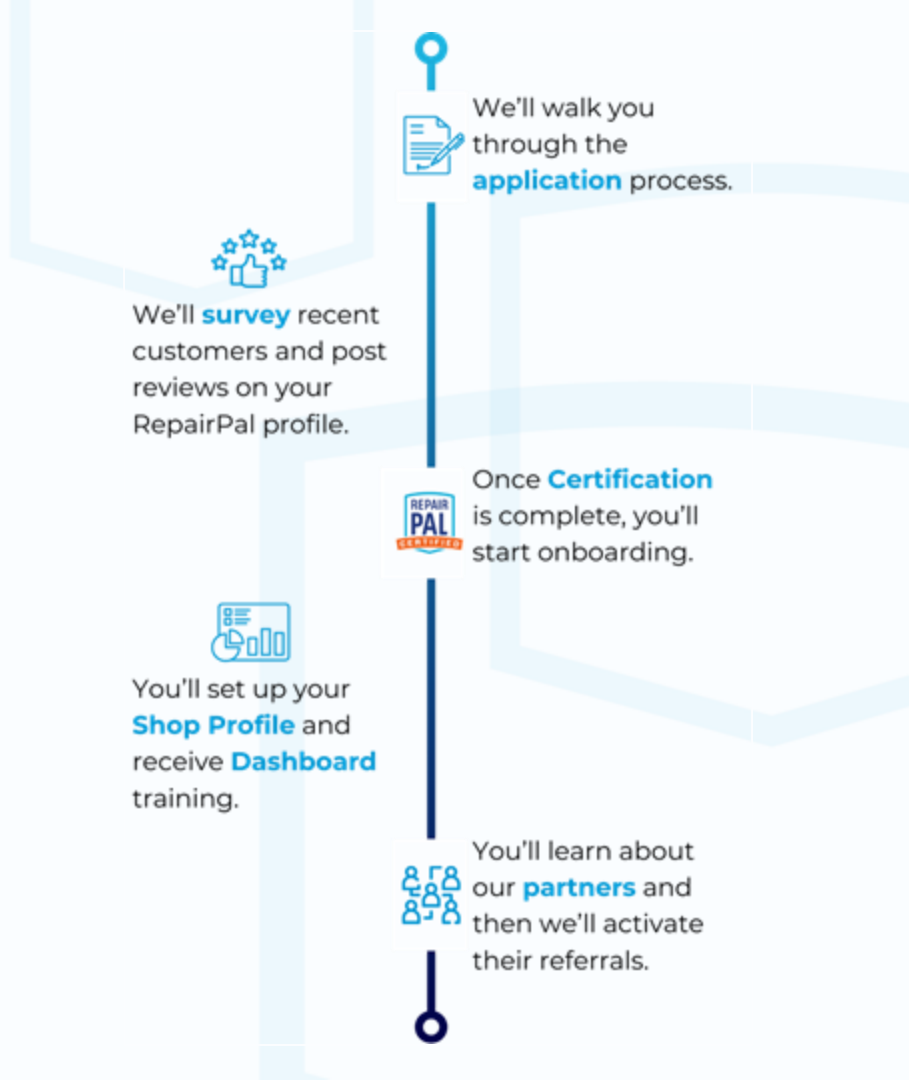 We’ll walk you
through the
application process.
We’ll survey recent
customers and post
reviews on your
RepairPal profile.
REPAIR
PAL
CERTIFIED
Once Certification
is complete, you’ll
start onboarding.
You’ll set up your
Shop Profile and
receive Dashboard
training.
You’ll learn about
our partners and
then we’ll activate
their referrals.